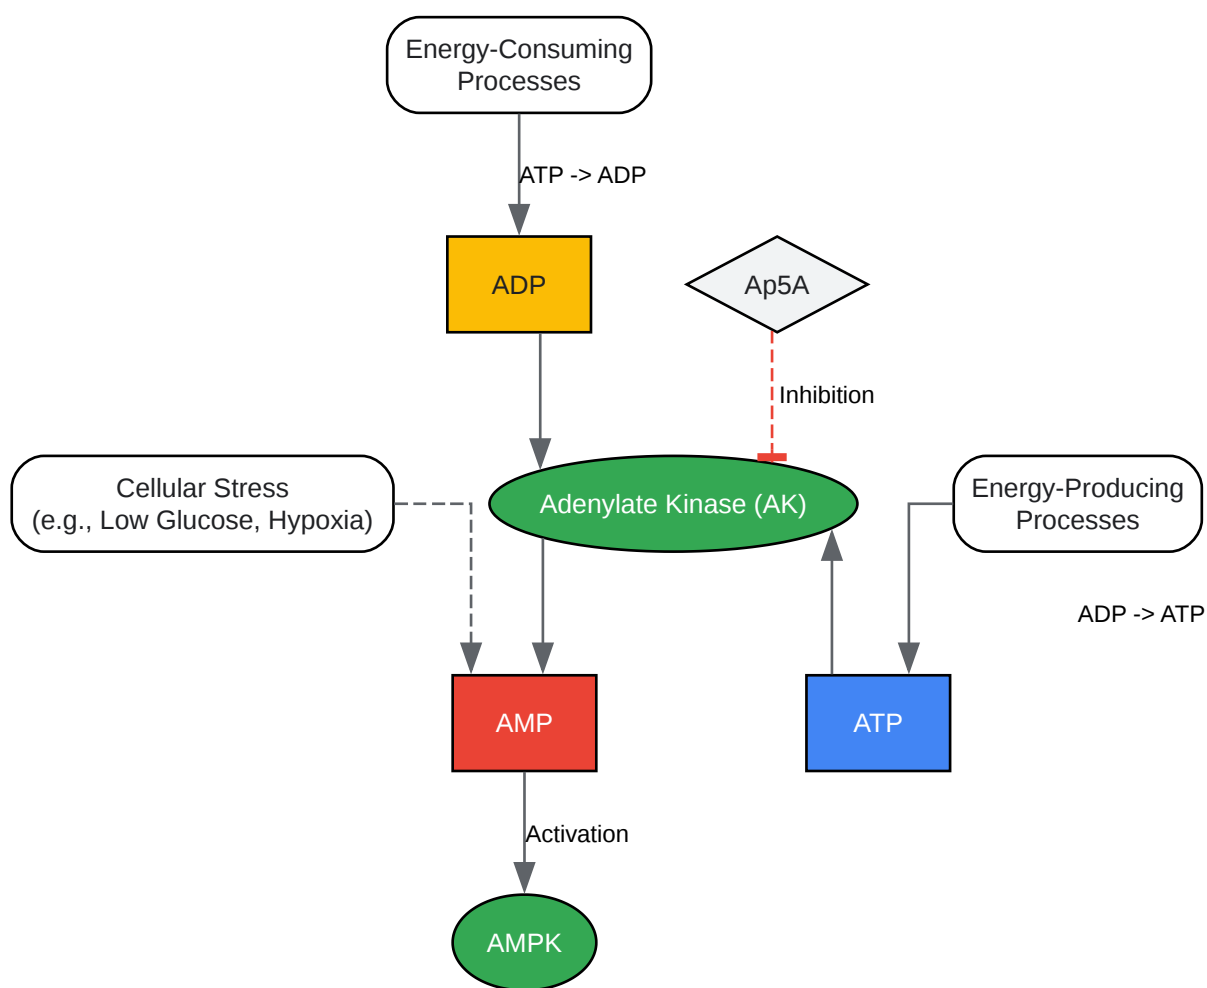 Energy-Consuming
Processes
ATP -> ADP
ADP
Ap5A
Inhibition
Cellular Stress
(e.g., Low Glucose, Hypoxia)
Adenylate Kinase (AK)
Energy-Producing
Processes
ADP -> ATP
AMP
ATP
Activation
AMPK